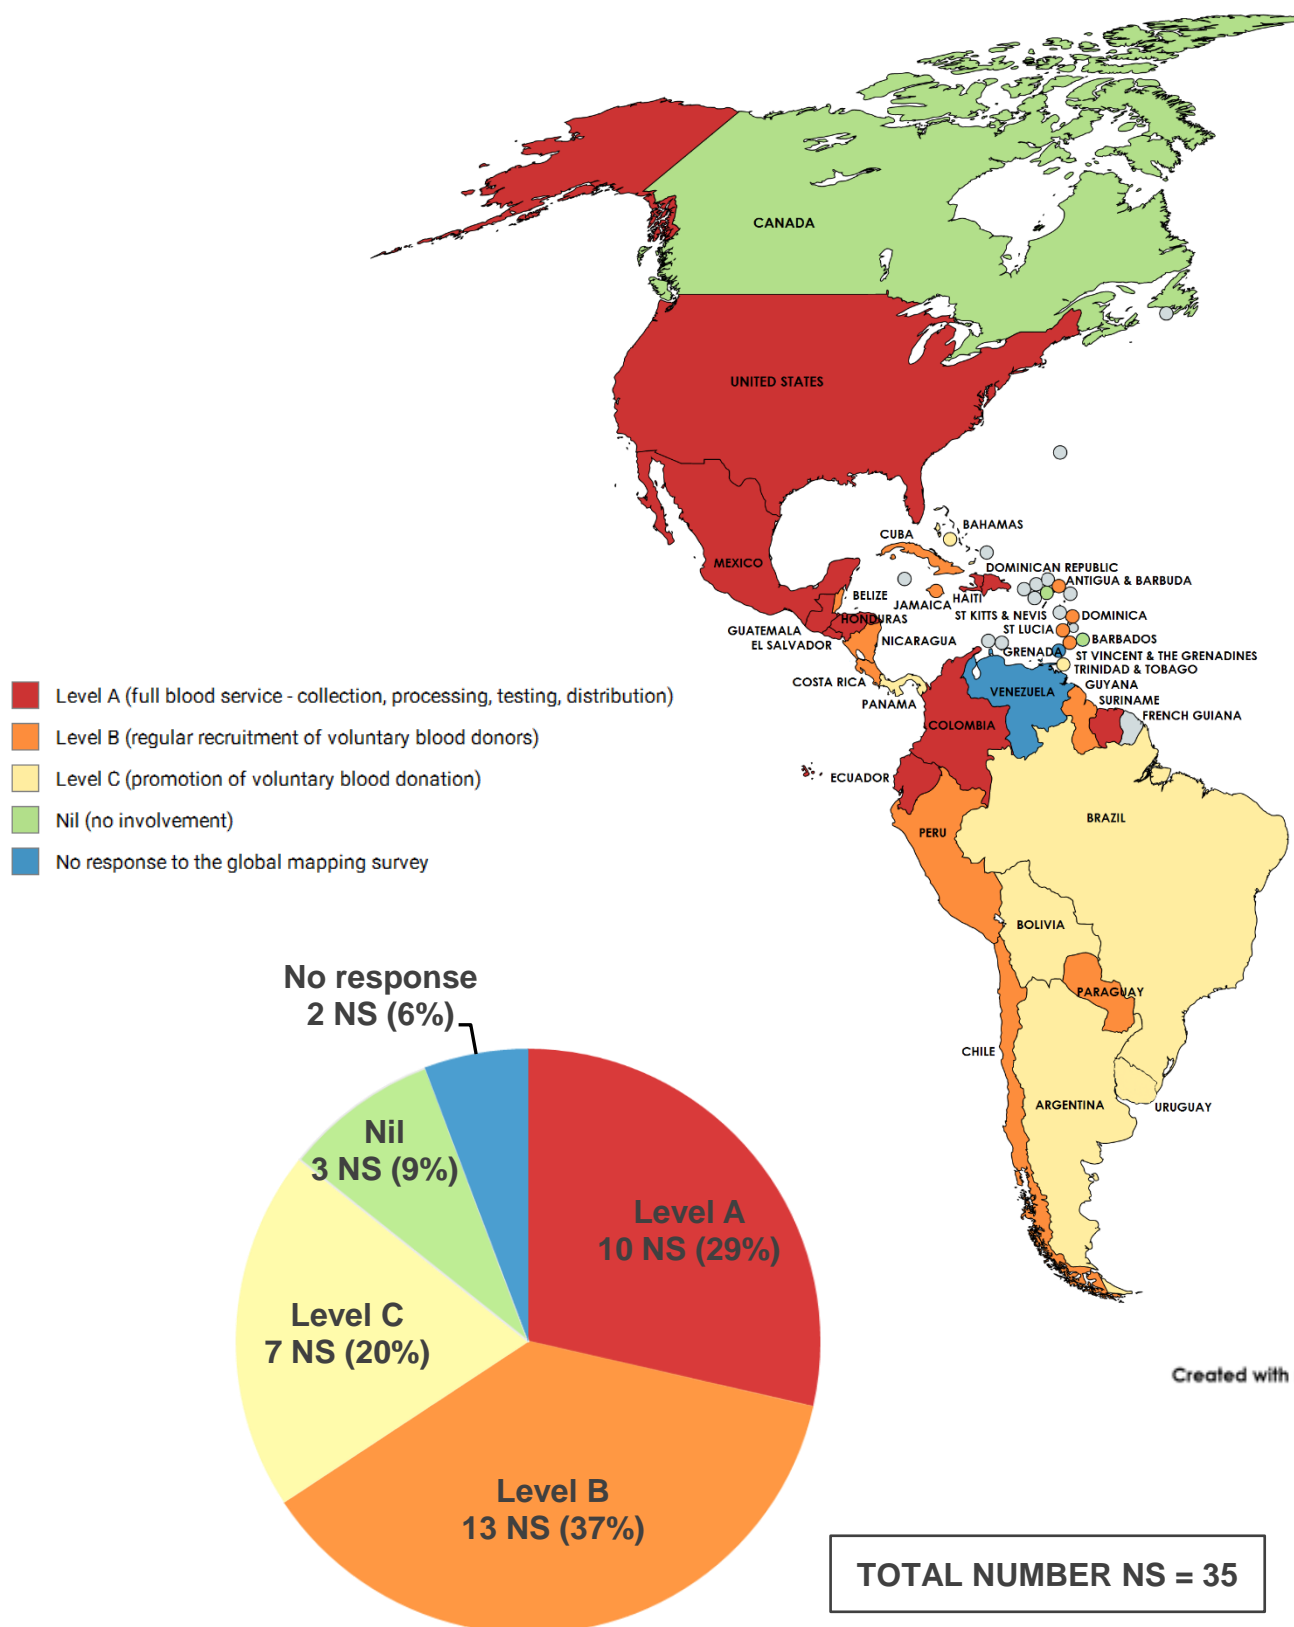 CANADA
UNITED STATES
MEXICO
CUBA
BAHAMAS
DOMINICAN REPUBLIC
ANTIGUA & BARBUDA
BELIZE
JAMAICA
HAITI
ST KITTS & NEVIS
DOMINICA
GUATEMALA
HONDURAS
EL SALVADOR
NICARAGUA
ST LUCIA
BARBADOS
GRENADA
ST VINCENT & THE GRENADINES
TRINIDAD & TOBAGO
COSTA RICA
PANAMA
VENEZUELA
GUYANA
SURINAME
FRENCH GUIANA
COLOMBIA
ECUADOR
PERU
BRAZIL
BOLIVIA
PARAGUAY
CHILE
ARGENTINA
URUGUAY
Level A (full blood service - collection, processing, testing, distribution)
Level B (regular recruitment of voluntary blood donors)
Level C (promotion of voluntary blood donation)
Nil (no involvement)
No response to the global mapping survey
No response
2 NS (6%)
Nil
3 NS (9%)
Level A
10 NS (29%)
Level C
7 NS (20%)
Level B
13 NS (37%)
Created with
TOTAL NUMBER NS = 35